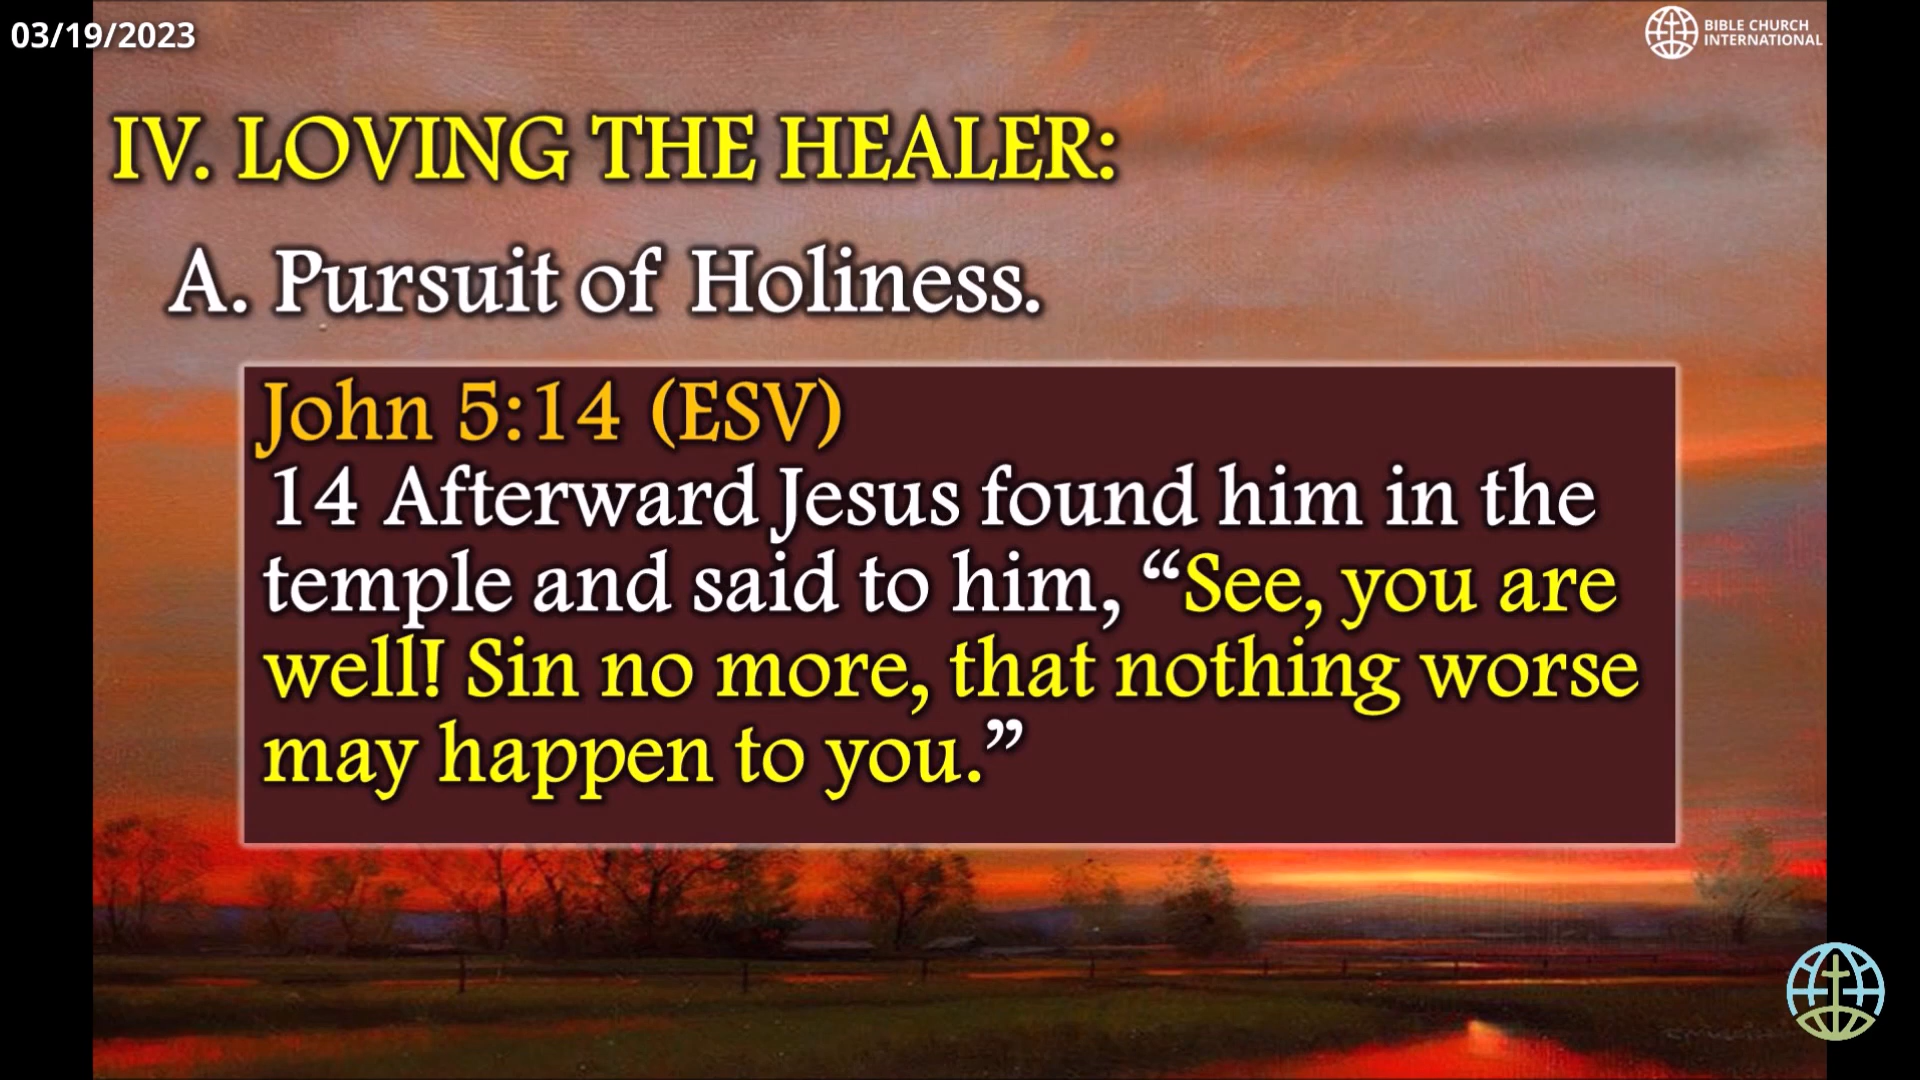 03/19/2023
BIBLE CHURCH
INTERNATIONAL
IV. LOVING THE HEALER:
A. Pursuit of Holiness.
John 5:14 (ESV)
14 Afterward Jesus found him in the
temple and said to him, “See, you are
well! Sin no more, that nothing worse
may happen to you.”